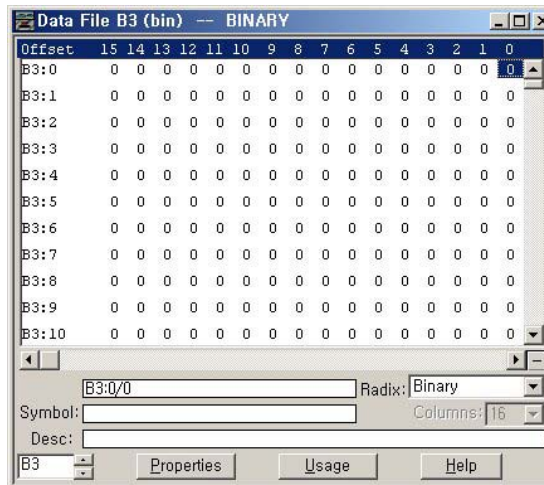 Data File B3 (bin) -- BINARY
Offset 15 14 13 12 11 10 9 8 7 6 5 4 3 2 1 0
B3:0 0 0 0 0 0 0 0 0 0 0 0 0 0 0 0 0
B3:1 0 0 0 0 0 0 0 0 0 0 0 0 0 0 0 0
B3:2 0 0 0 0 0 0 0 0 0 0 0 0 0 0 0 0
B3:3 0 0 0 0 0 0 0 0 0 0 0 0 0 0 0 0
B3:4 0 0 0 0 0 0 0 0 0 0 0 0 0 0 0 0
B3:5 0 0 0 0 0 0 0 0 0 0 0 0 0 0 0 0
B3:6 0 0 0 0 0 0 0 0 0 0 0 0 0 0 0 0
B3:7 0 0 0 0 0 0 0 0 0 0 0 0 0 0 0 0
B3:8 0 0 0 0 0 0 0 0 0 0 0 0 0 0 0 0
B3:9 0 0 0 0 0 0 0 0 0 0 0 0 0 0 0 0
B3:10 0 0 0 0 0 0 0 0 0 0 0 0 0 0 0 0
B3:0/0 Radix: Binary
Symbol: Columns: 16
Desc:
B3 Properties Usage Help